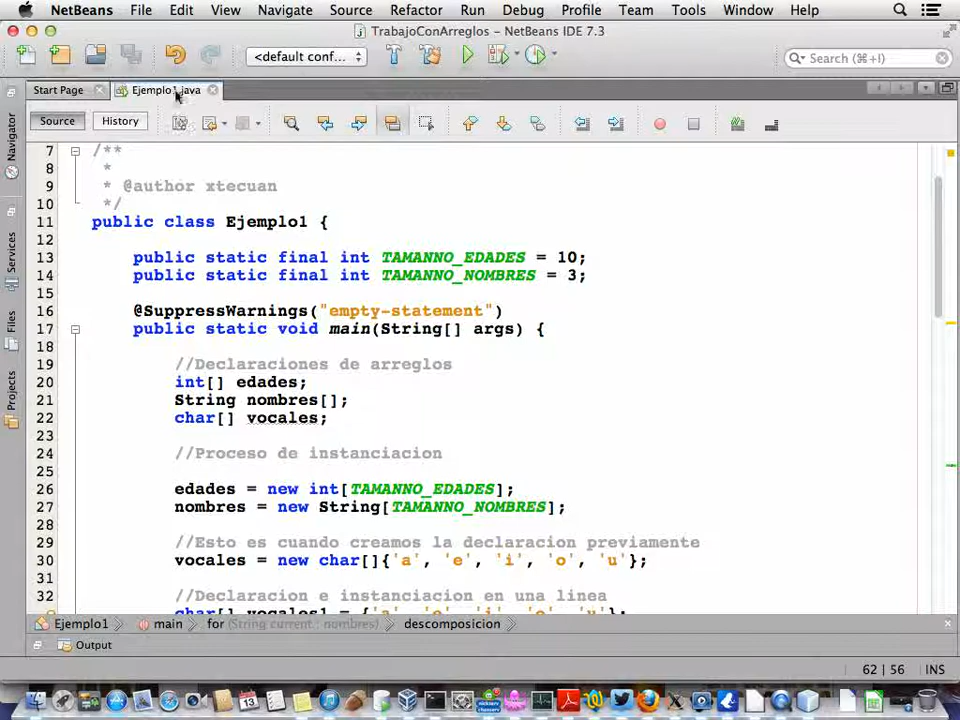 NetBeans File Edit View Navigate Source Refactor Run Debug Profile Team Tools Window Help
TrabajoConArreglos – NetBeans IDE 7.3
<default conf...
Search (⌘+I)
Start Page
Ejemplo1.java
Source
History
Navigator
Services
Files
Projects
7 /**
8 *
9 * @author xtecuan
10 */
11 public class Ejemplo1 {
12
13 public static final int TAMANNO_EDADES = 10;
14 public static final int TAMANNO_NOMBRES = 3;
15
16 @SuppressWarnings("empty-statement")
17 public static void main(String[] args) {
18
19 //Declaraciones de arreglos
20 int[] edades;
21 String nombres[];
22 char[] vocales;
23
24 //Proceso de instanciacion
25
26 edades = new int[TAMANNO_EDADES];
27 nombres = new String[TAMANNO_NOMBRES];
28
29 //Esto es cuando creamos la declaracion previamente
30 vocales = new char[]{'a', 'e', 'i', 'o', 'u'};
31
32 //Declaracion e instanciacion en una linea
char[] vocales1 = {'a', 'e', 'i', 'o', 'u'};
Ejemplo1 main for (String current : nombres) descomposicion
Output
62 | 56 INS